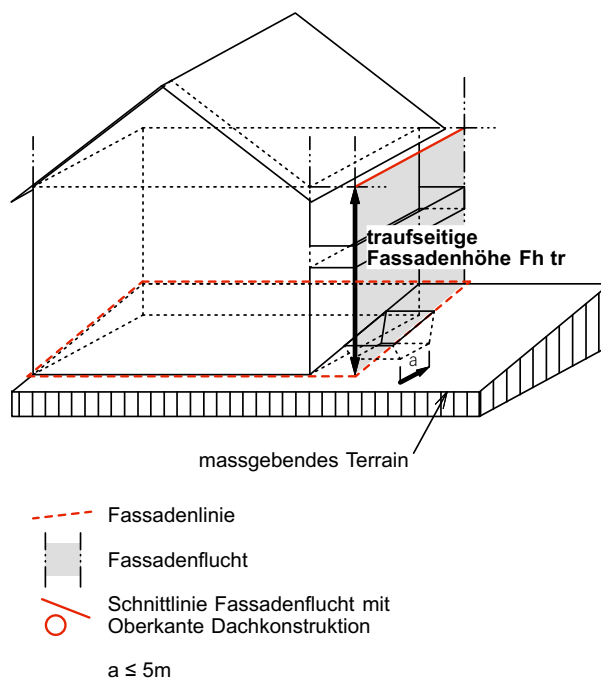 traufseitige
Fassadenhöhe Fh tr
a
massgebendes Terrain
Fassadenlinie
Fassadenflucht
Schnittlinie Fassadenflucht mit
Oberkante Dachkonstruktion
a ≤ 5m